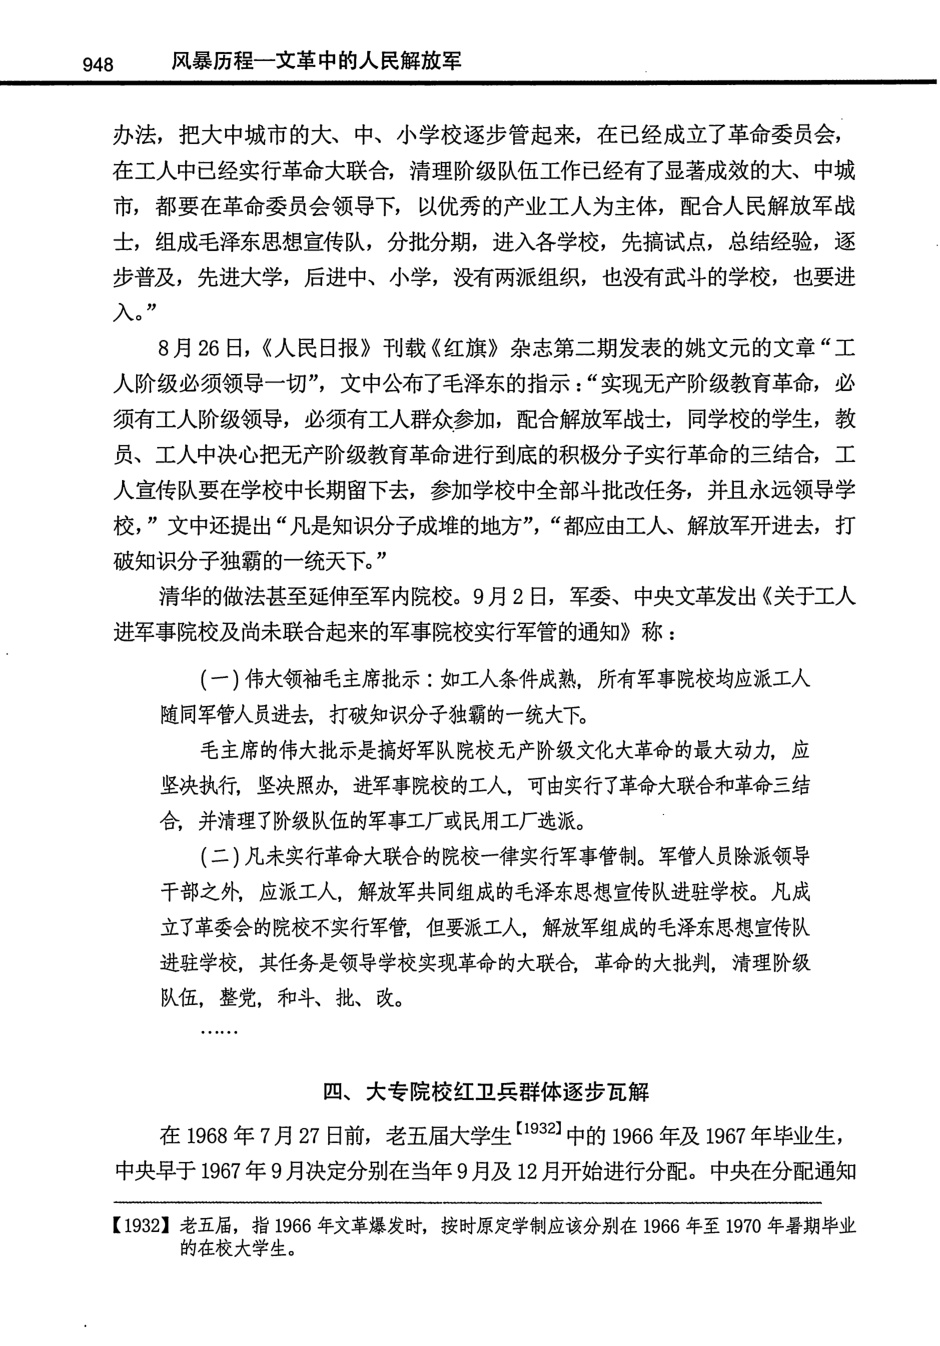 948 风暴历程—文革中的人民解放军
办法，把大中城市的大、中、小学校逐步管起来，在已经成立了革命委员会，
在工人中已经实行革命大联合，清理阶级队伍工作已经有了显著成效的大、中城
市，都要在革命委员会领导下，以优秀的产业工人为主体，配合人民解放军战
士，组成毛泽东思想宣传队，分批分期，进入各学校，先搞试点，总结经验，逐
步普及，先进大学，后进中、小学，没有两派组织，也没有武斗的学校，也要进
入。”
8月26日，《人民日报》刊载《红旗》杂志第二期发表的姚文元的文章“工
人阶级必须领导一切”，文中公布了毛泽东的指示：“实现无产阶级教育革命，必
须有工人阶级领导，必须有工人群众参加，配合解放军战士，同学校的学生，教
员、工人中决心把无产阶级教育革命进行到底的积极分子实行革命的三结合，工
人宣传队要在学校中长期留下去，参加学校中全部斗批改任务，并且永远领导学
校，”文中还提出“凡是知识分子成堆的地方”，“都应由工人、解放军开进去，打
破知识分子独霸的一统天下。”
清华的做法甚至延伸至军内院校。9月2日，军委、中央文革发出《关于工人
进军事院校及尚未联合起来的军事院校实行军管的通知》称：
（一）伟大领袖毛主席批示：如工人条件成熟，所有军事院校均应派工人
随同军管人员进去，打破知识分子独霸的一统大下。
毛主席的伟大批示是搞好军队院校无产阶级文化大革命的最大动力，应
坚决执行，坚决照办，进军事院校的工人，可由实行了革命大联合和革命三结
合，并清理了阶级队伍的军事工厂或民用工厂选派。
（二）凡未实行革命大联合的院校一律实行军事管制。军管人员除派领导
干部之外，应派工人，解放军共同组成的毛泽东思想宣传队进驻学校。凡成
立了革委会的院校不实行军管，但要派工人，解放军组成的毛泽东思想宣传队
进驻学校，其任务是领导学校实现革命的大联合，革命的大批判，清理阶级
队伍，整党，和斗、批、改。
……
四、大专院校红卫兵群体逐步瓦解
在1968年7月27日前，老五届大学生【1932】中的1966年及1967年毕业生，
中央早于1967年9月决定分别在当年9月及12月开始进行分配。中央在分配通知
【1932】老五届，指1966年文革爆发时，按时原定学制应该分别在1966年至1970年暑期毕业
的在校大学生。